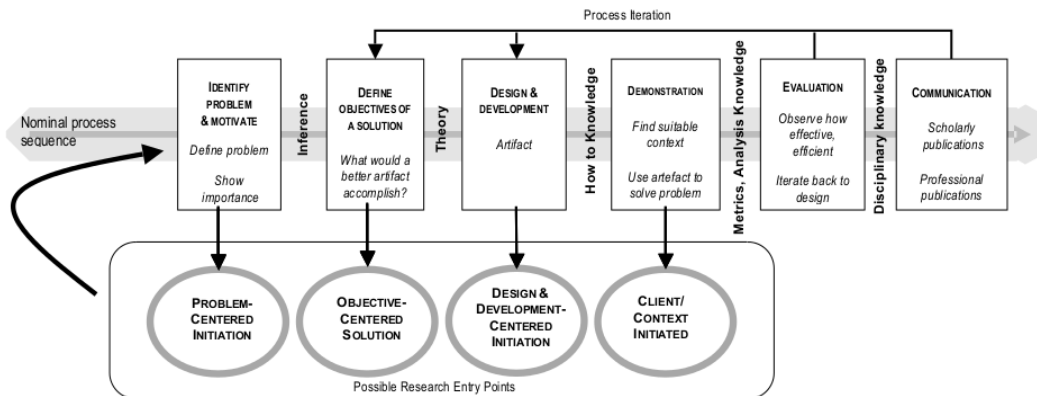 Process Iteration
Nominal process
sequence
IDENTIFY
PROBLEM
& MOTIVATE
Define problem
Show
importance
Inference
DEFINE
OBJECTIVES OF
A SOLUTION
What would a
better artifact
accomplish?
Theory
DESIGN &
DEVELOPMENT
Artifact
How to Knowledge
DEMONSTRATION
Find suitable
context
Use artefact to
solve problem
Metrics, Analysis Knowledge
EVALUATION
Observe how
effective,
efficient
Iterate back to
design
Disciplinary knowledge
COMMUNICATION
Scholarly
publications
Professional
publications
PROBLEM-
CENTERED
INITIATION
OBJECTIVE-
CENTERED
SOLUTION
DESIGN &
DEVELOPMENT-
CENTERED
INITIATION
CLIENT/
CONTEXT
INITIATED
Possible Research Entry Points